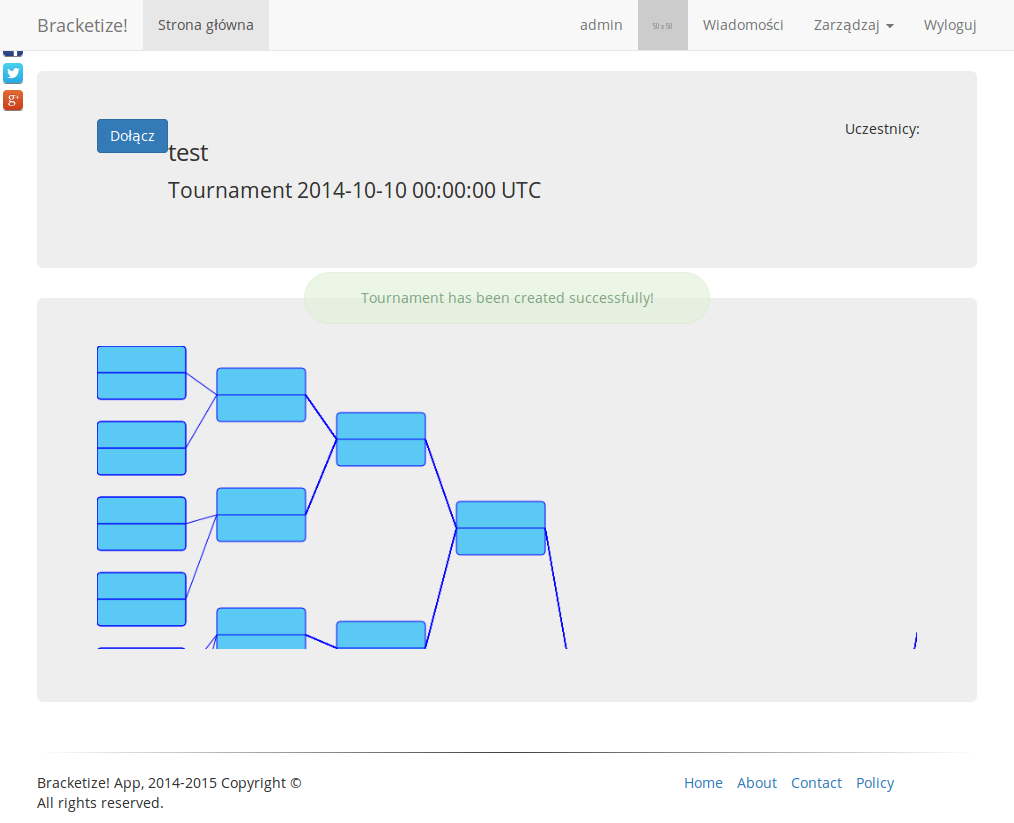 Bracketize!
Strona główna
admin
50 x 50
Wiadomości
Zarządzaj
Wyloguj
g+
Dołącz
test
Uczestnicy:
Tournament 2014-10-10 00:00:00 UTC
Tournament has been created successfully!
Bracketize! App, 2014-2015 Copyright ©
All rights reserved.
Home
About
Contact
Policy